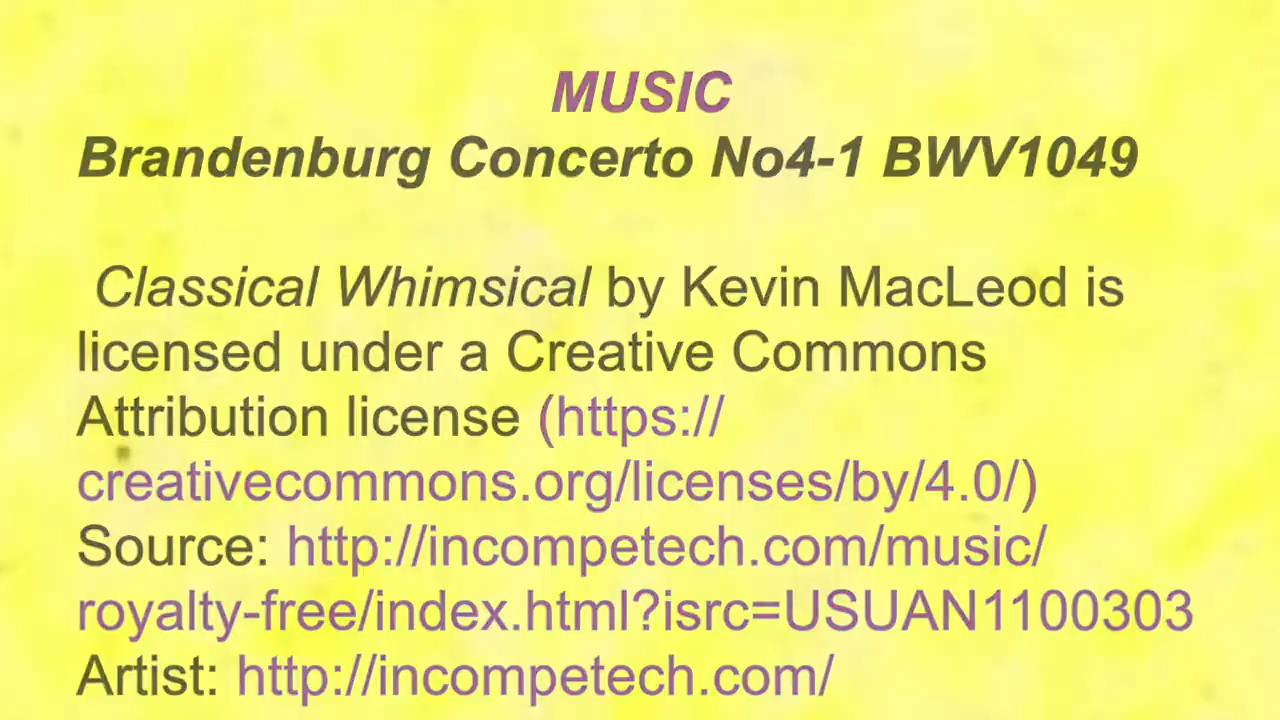 MUSIC
Brandenburg Concerto No4-1 BWV1049
Classical Whimsical by Kevin MacLeod is
licensed under a Creative Commons
Attribution license (https://
creativecommons.org/licenses/by/4.0/)
Source: http://incompetech.com/music/
royalty-free/index.html?isrc=USUAN1100303
Artist: http://incompetech.com/